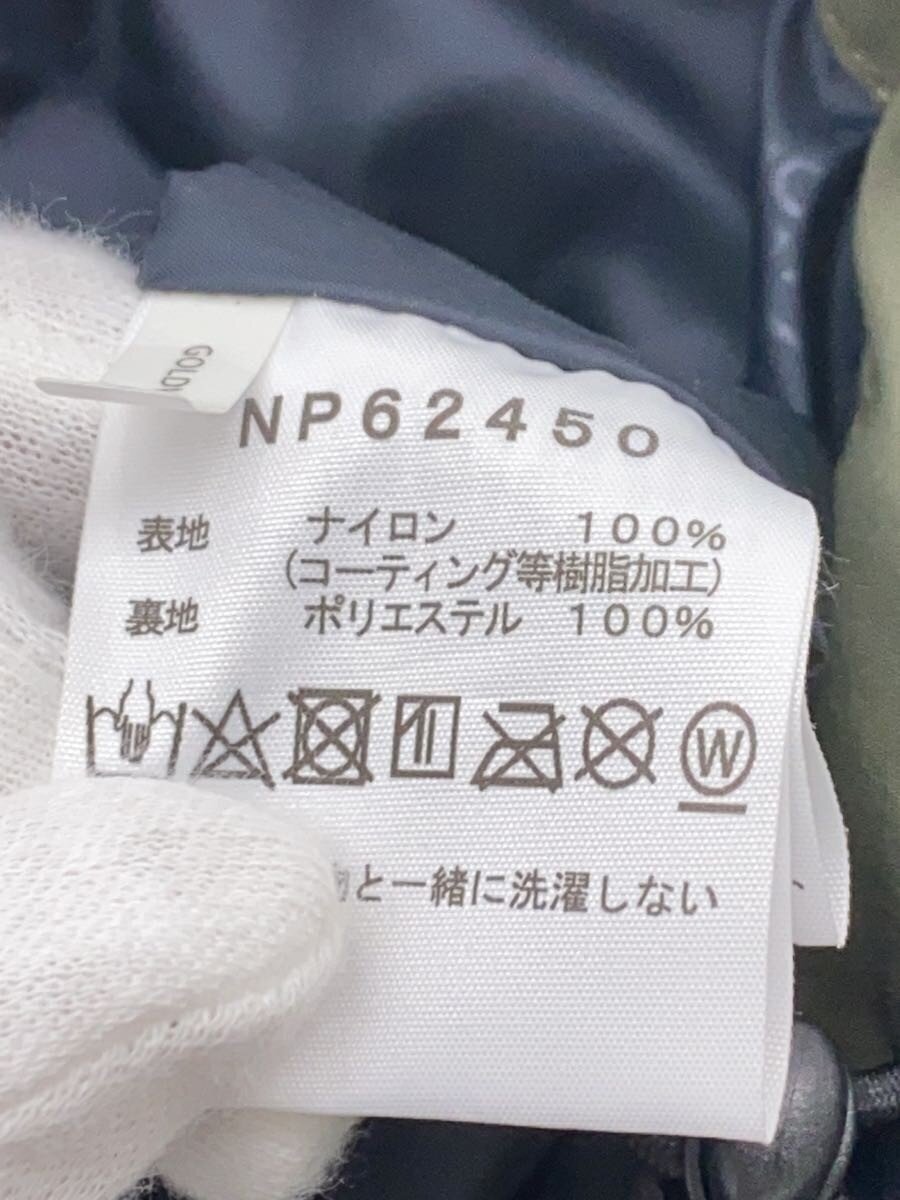 GOLD
NP62450
表地 ナイロン 100%
(コーティング等樹脂加工)
裏地 ポリエステル 100%
W
と一緒に洗濯しない